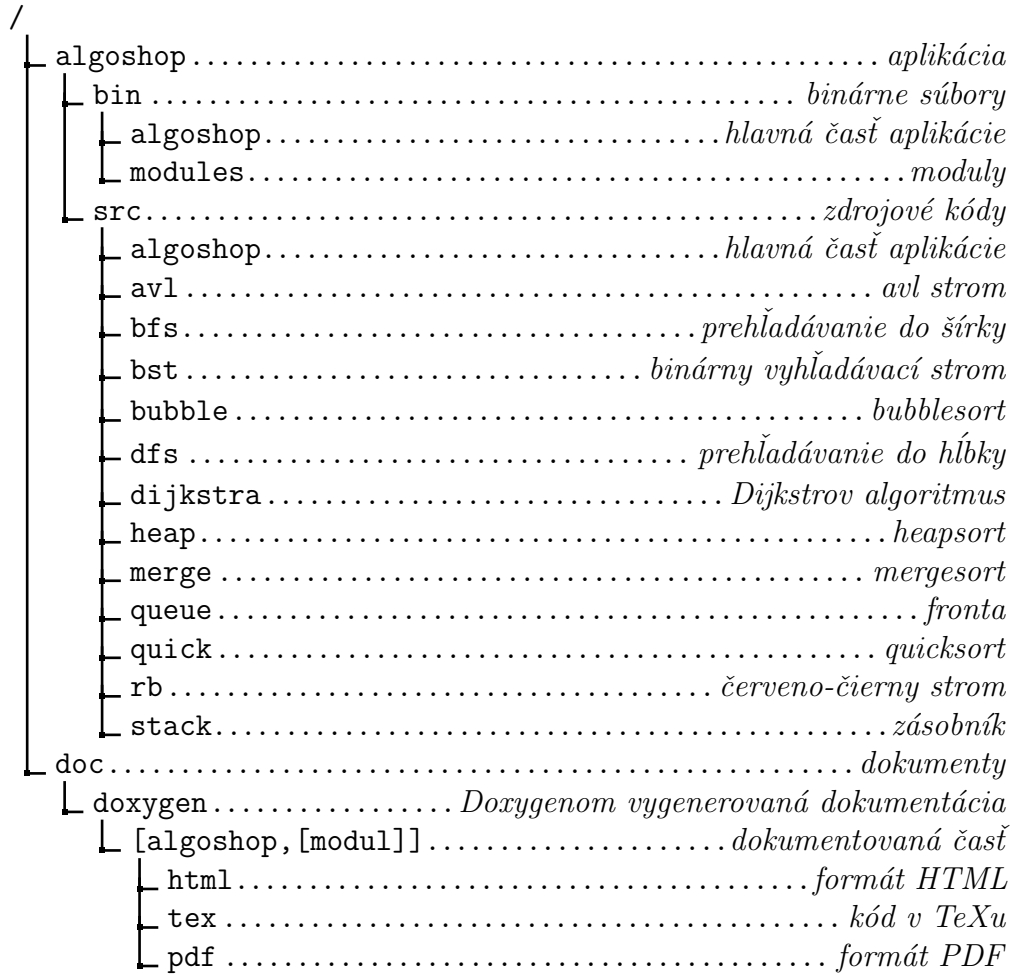 /
algoshop........................................................aplikácia
bin........................................................binárne súbory
algoshop........................................................hlavná časť aplikácie
modules........................................................moduly
src........................................................zdrojové kódy
algoshop........................................................hlavná časť aplikácie
avl........................................................avl strom
bfs........................................................prehľadávanie do šírky
bst........................................................binárny vyhľadávací strom
bubble........................................................bubblesort
dfs........................................................prehľadávanie do hĺbky
dijkstra........................................................Dijkstrov algoritmus
heap........................................................heapsort
merge........................................................mergesort
queue........................................................fronta
quick........................................................quicksort
rb........................................................červeno-čierny strom
stack........................................................zásobník
doc........................................................dokumenty
doxygen........................................................Doxygenom vygenerovaná dokumentácia
[algoshop,[modul]]........................................................dokumentovaná časť
html........................................................formát HTML
tex........................................................kód v TeXu
pdf........................................................formát PDF